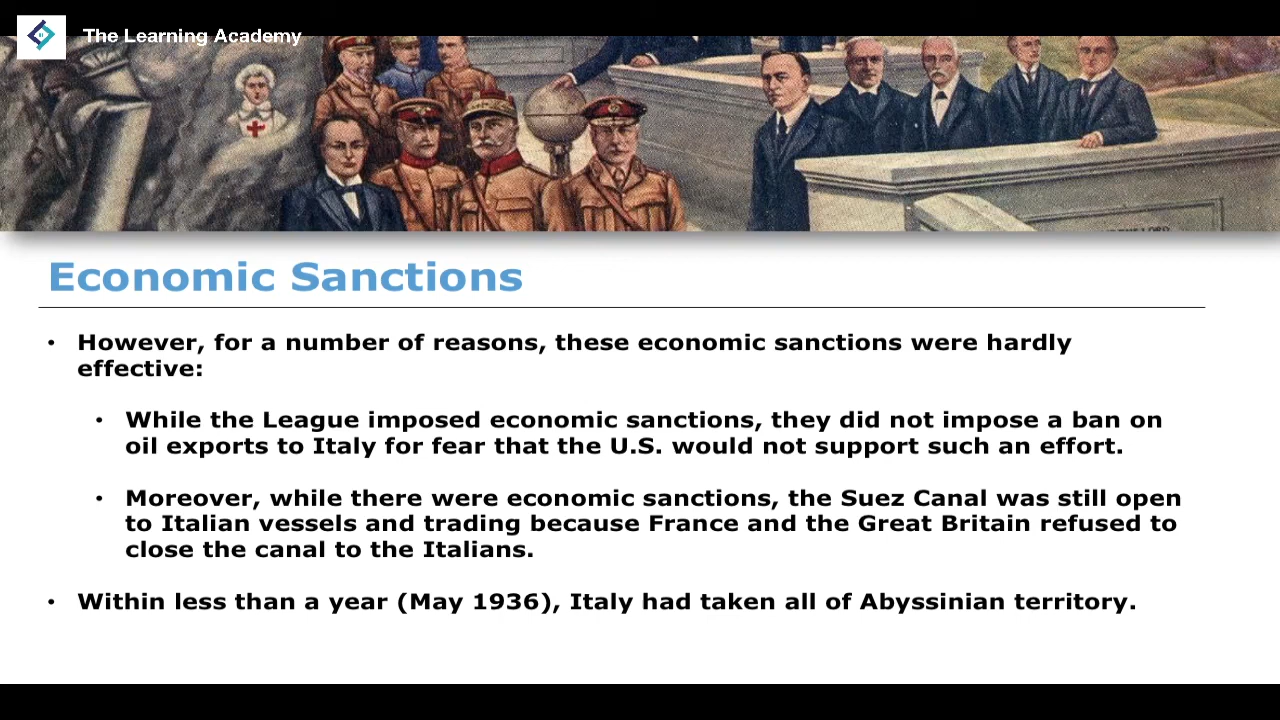 The Learning Academy
Economic Sanctions
• However, for a number of reasons, these economic sanctions were hardly
effective:
• While the League imposed economic sanctions, they did not impose a ban on
oil exports to Italy for fear that the U.S. would not support such an effort.
• Moreover, while there were economic sanctions, the Suez Canal was still open
to Italian vessels and trading because France and the Great Britain refused to
close the canal to the Italians.
• Within less than a year (May 1936), Italy had taken all of Abyssinian territory.